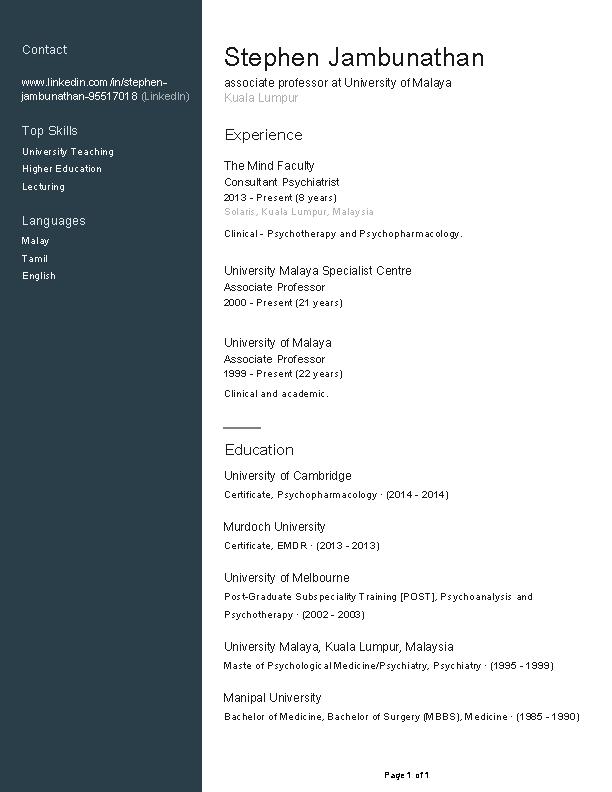 Contact
www.linkedin.com/in/stephen-
jambunathan-95517018 (LinkedIn)
Top Skills
University Teaching
Higher Education
Lecturing
Languages
Malay
Tamil
English
Stephen Jambunathan
associate professor at University of Malaya
Kuala Lumpur
Experience
The Mind Faculty
Consultant Psychiatrist
2013 - Present (8 years)
Solaris, Kuala Lumpur, Malaysia
Clinical - Psychotherapy and Psychopharmacology.
University Malaya Specialist Centre
Associate Professor
2000 - Present (21 years)
University of Malaya
Associate Professor
1999 - Present (22 years)
Clinical and academic.
Education
University of Cambridge
Certificate, Psychopharmacology · (2014 - 2014)
Murdoch University
Certificate, EMDR · (2013 - 2013)
University of Melbourne
Post-Graduate Subspeciality Training [POST], Psychoanalysis and
Psychotherapy · (2002 - 2003)
University Malaya, Kuala Lumpur, Malaysia
Maste of Psychological Medicine/Psychiatry, Psychiatry · (1995 - 1999)
Manipal University
Bachelor of Medicine, Bachelor of Surgery (MBBS), Medicine · (1985 - 1990)
Page 1 of 1